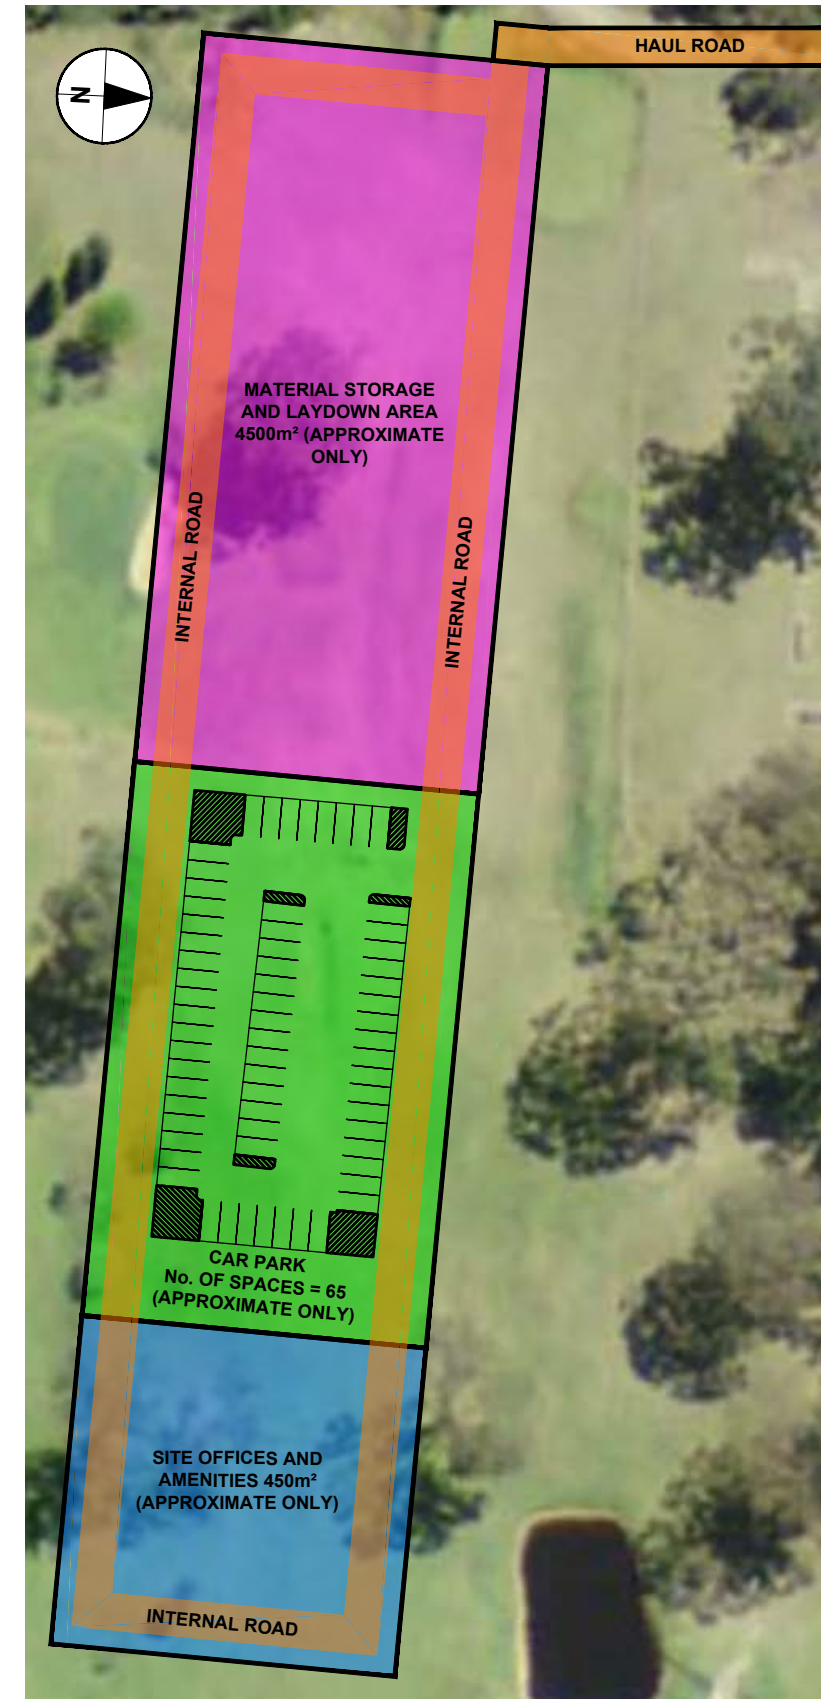 HAUL ROAD
N
MATERIAL STORAGE
AND LAYDOWN AREA
4500m² (APPROXIMATE
ONLY)
INTERNAL ROAD
INTERNAL ROAD
CAR PARK
No. OF SPACES = 65
(APPROXIMATE ONLY)
SITE OFFICES AND
AMENITIES 450m²
(APPROXIMATE ONLY)
INTERNAL ROAD